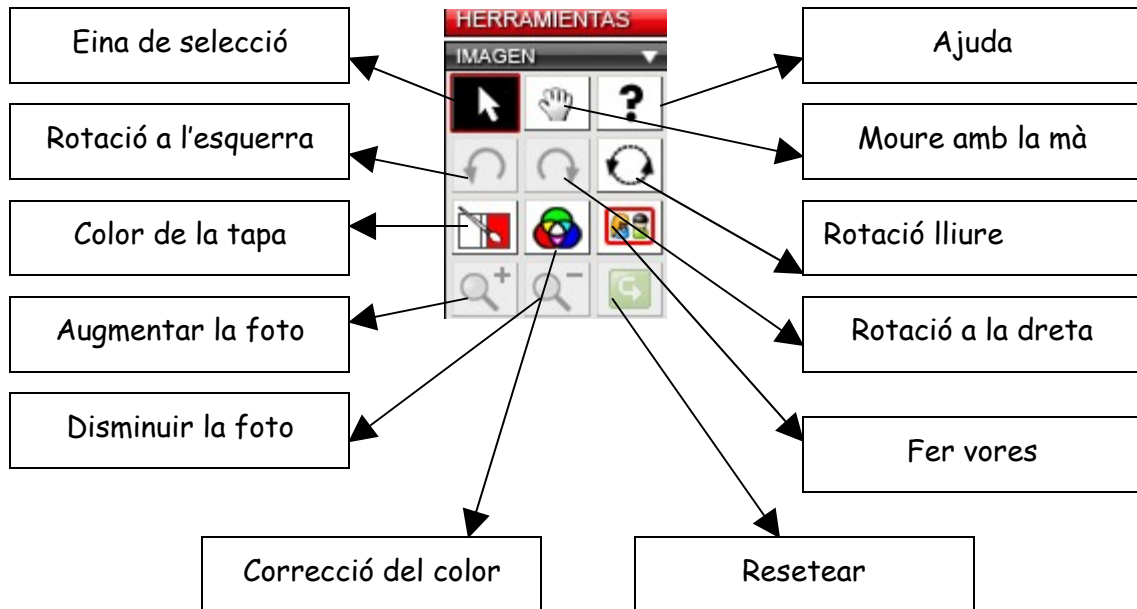 HERRAMIENTAS
IMAGEN
Eina de selecció
Ajuda
Rotació a l'esquerra
Moure amb la mà
Color de la tapa
Rotació lliure
Augmentar la foto
Rotació a la dreta
Disminuir la foto
Fer vores
Correcció del color
Resetear